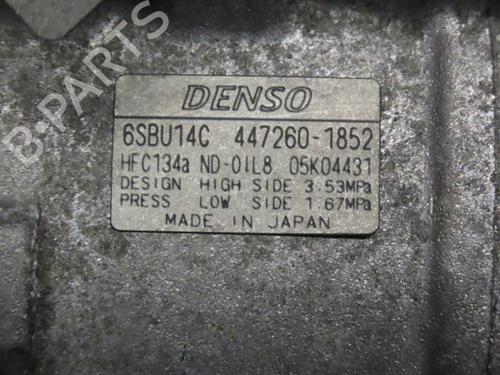 B-PARTS
DENSO
6SBU14C 447260-1852
HFC134a ND-OIL8 05K04431
DESIGN HIGH SIDE 3.53MPa
PRESS LOW SIDE 1.67MPa
MADE IN JAPAN